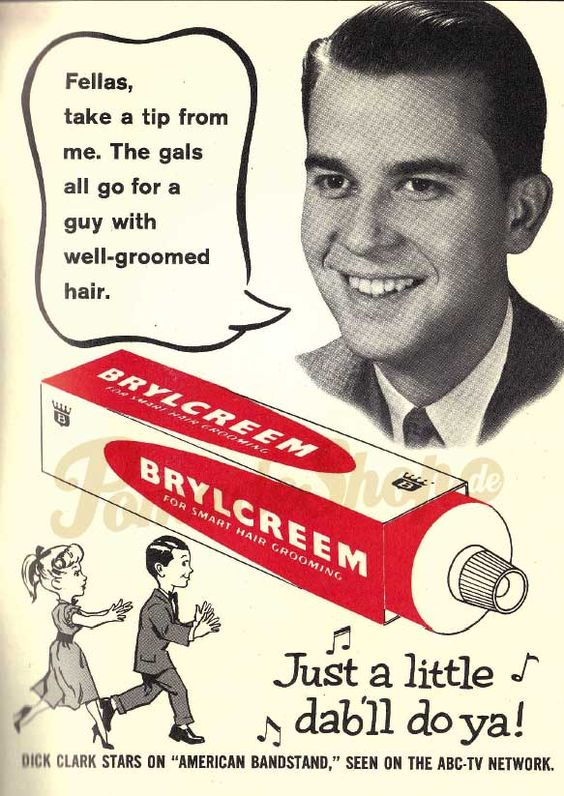 Fellas,
take a tip from
me. The gals
all go for a
guy with
well-groomed
hair.
BRYLCREEM
FOR SMART HAIR GROOMING
B
B
BRYLCREEM
FOR SMART HAIR GROOMING
PomadeShop.de
Just a little
dab'll do ya!
DICK CLARK STARS ON "AMERICAN BANDSTAND," SEEN ON THE ABC-TV NETWORK.